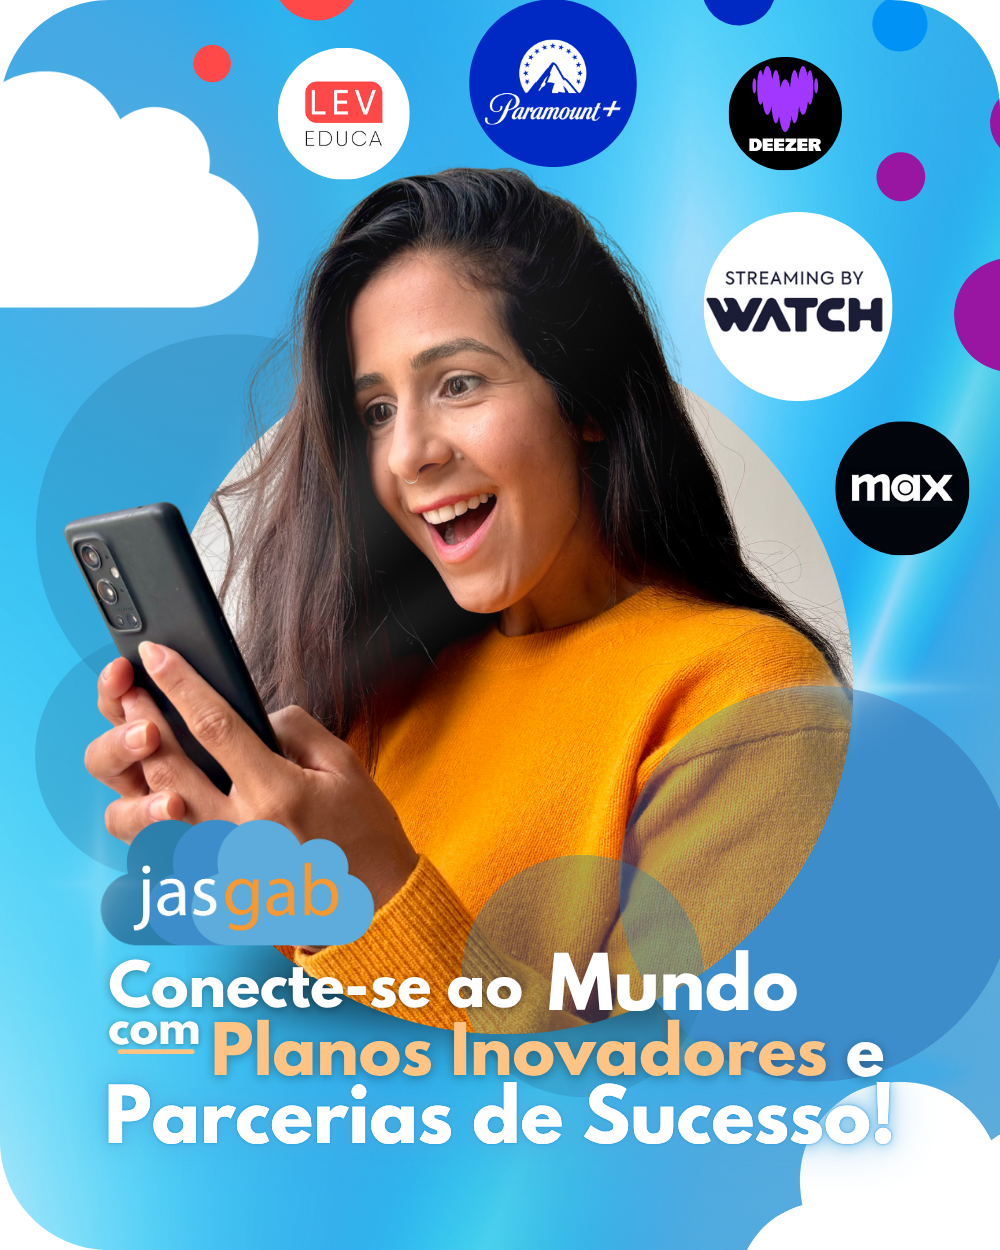 LEV
EDUCA
Paramount+
DEEZER
STREAMING BY
WATCH
max
jasgab
Conecte-se ao Mundo
com Planos Inovadores e
Parcerias de Sucesso!